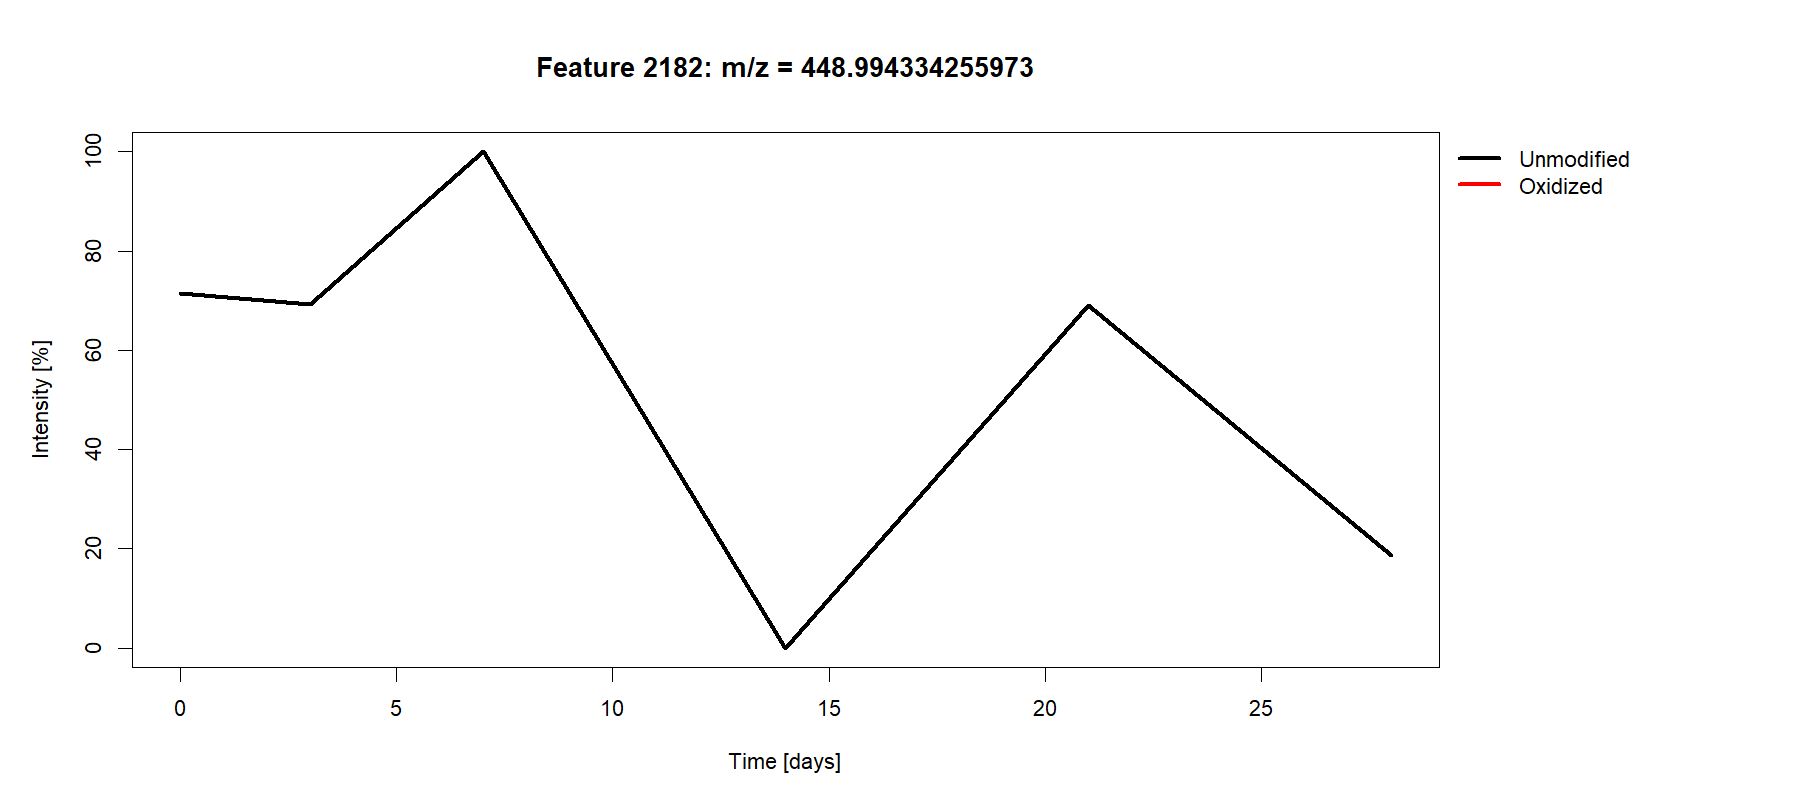 Feature 2182: m/z = 448.994334255973
Unmodified
Oxidized
Intensity [%]
100
80
60
40
20
0
0 5 10 15 20 25
Time [days]